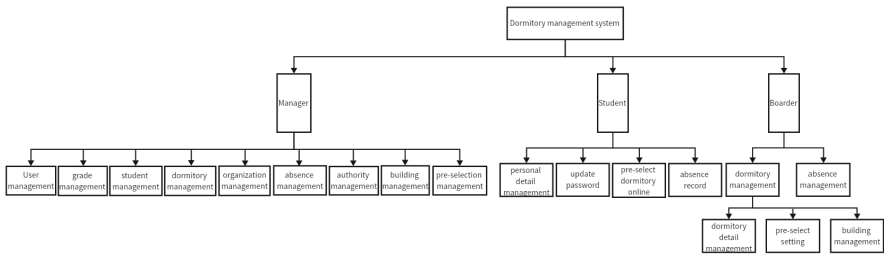 Dormitory management system
Manager
Student
Boarder
User
management
grade
management
student
management
dormitory
management
organization
management
absence
management
authority
management
building
management
pre-selection
management
personal
detail
management
update
password
pre-select
dormitory
online
absence
record
dormitory
management
absence
management
dormitory
detail
management
pre-select
setting
building
management